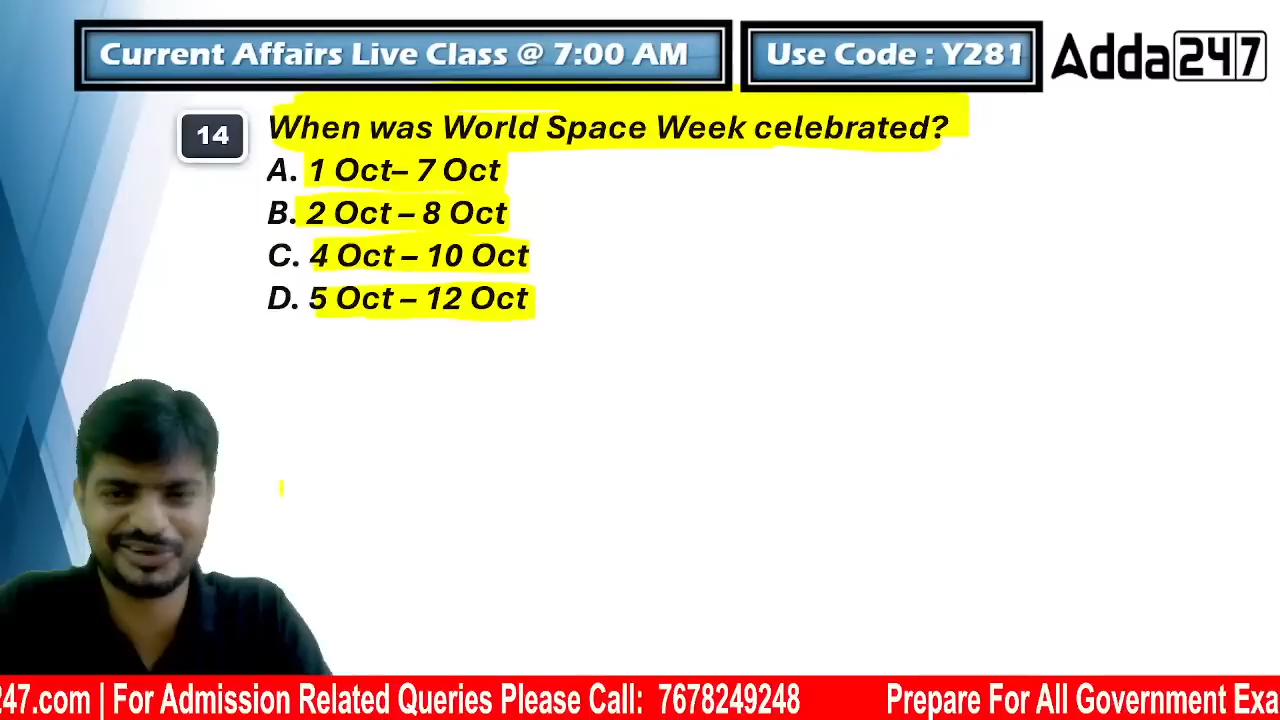 Current Affairs Live Class @ 7:00 AM
Use Code : Y281
Adda247
14
When was World Space Week celebrated?
A. 1 Oct– 7 Oct
B. 2 Oct – 8 Oct
C. 4 Oct – 10 Oct
D. 5 Oct – 12 Oct
247.com | For Admission Related Queries Please Call: 7678249248 Prepare For All Government Exa